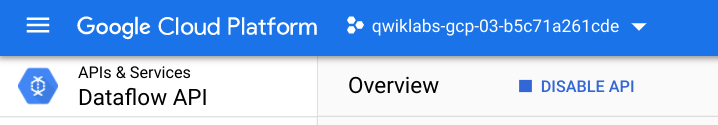 Google Cloud Platform qwiklabs-gcp-03-b5c71a261cde
APIs & Services
Dataflow API
Overview DISABLE API